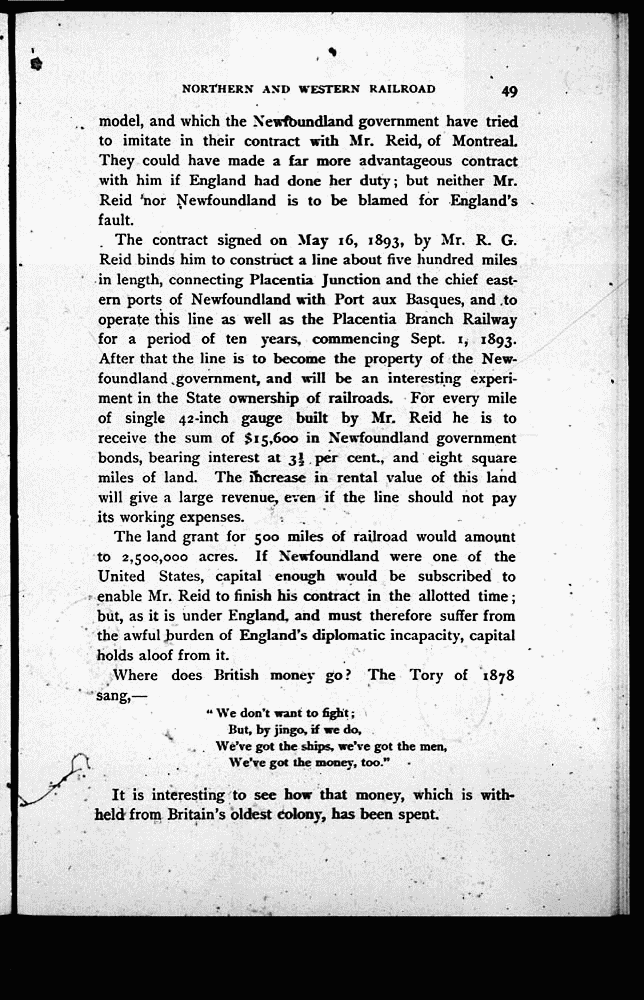 NORTHERN AND WESTERN RAILROAD 49
model, and which the Newfoundland government have tried
to imitate in their contract with Mr. Reid, of Montreal.
They could have made a far more advantageous contract
with him if England had done her duty; but neither Mr.
Reid nor Newfoundland is to be blamed for England's
fault.
The contract signed on May 16, 1893, by Mr. R. G.
Reid binds him to construct a line about five hundred miles
in length, connecting Placentia Junction and the chief east-
ern ports of Newfoundland with Port aux Basques, and to
operate this line as well as the Placentia Branch Railway
for a period of ten years, commencing Sept. 1, 1893.
After that the line is to become the property of the New-
foundland government, and will be an interesting experi-
ment in the State ownership of railroads. For every mile
of single 42-inch gauge built by Mr. Reid he is to
receive the sum of $15,600 in Newfoundland government
bonds, bearing interest at 3½ per cent., and eight square
miles of land. The increase in rental value of this land
will give a large revenue, even if the line should not pay
its working expenses.
The land grant for 500 miles of railroad would amount
to 2,500,000 acres. If Newfoundland were one of the
United States, capital enough would be subscribed to
enable Mr. Reid to finish his contract in the allotted time;
but, as it is under England, and must therefore suffer from
the awful burden of England's diplomatic incapacity, capital
holds aloof from it.
Where does British money go? The Tory of 1878
sang,—
"We don't want to fight;
But, by jingo, if we do,
We've got the ships, we've got the men,
We've got the money, too."
It is interesting to see how that money, which is with-
held from Britain's oldest colony, has been spent.